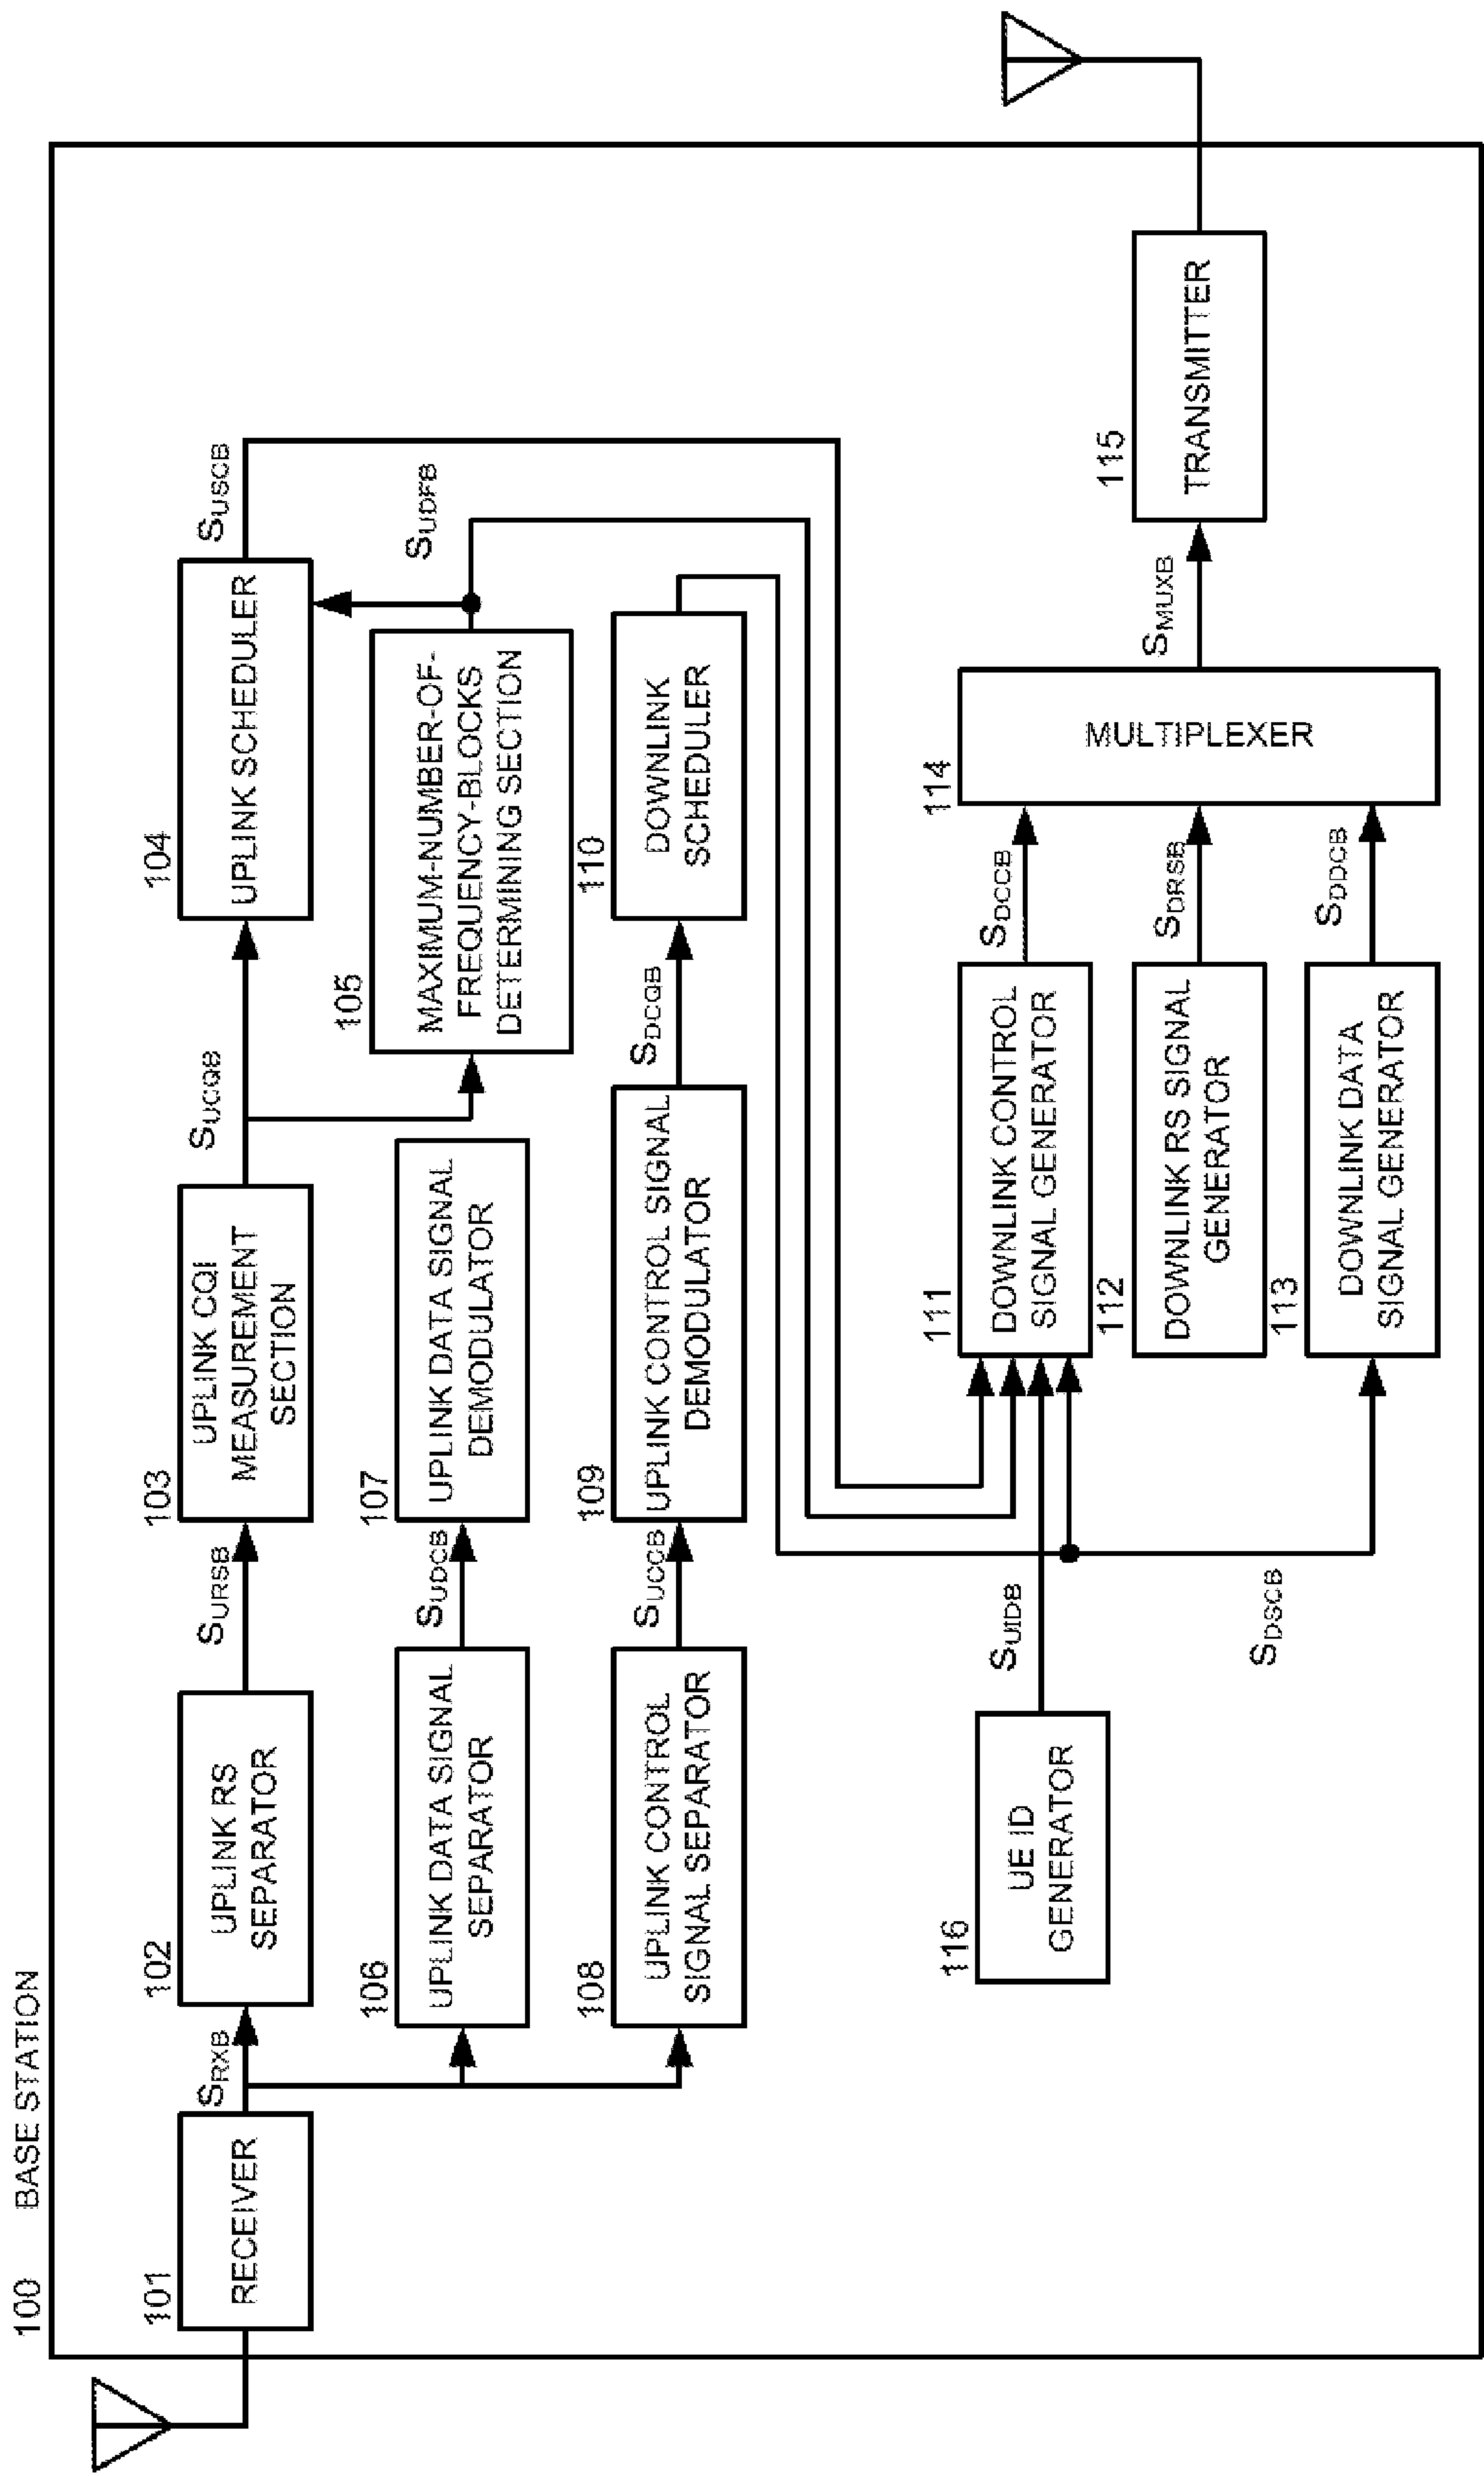 100 BASE STATION
101
RECEIVER
SRXB
102
UPLINK RS
SEPARATOR
SURSB
103
UPLINK CQI
MEASUREMENT
SECTION
SUCQB
104
UPLINK SCHEDULER
SUSCB
105
MAXIMUM-NUMBER-OF-
FREQUENCY-BLOCKS
DETERMINING SECTION
SUDFB
106
UPLINK DATA SIGNAL
SEPARATOR
SUDCB
107
UPLINK DATA SIGNAL
DEMODULATOR
108
UPLINK CONTROL
SIGNAL SEPARATOR
SUCCB
109
UPLINK CONTROL SIGNAL
DEMODULATOR
SDCQB
110
DOWNLINK
SCHEDULER
116
UE ID
GENERATOR
SUIDB
SDSCB
111
DOWNLINK CONTROL
SIGNAL GENERATOR
SDCCB
112
DOWNLINK RS SIGNAL
GENERATOR
SDRSB
113
DOWNLINK DATA
SIGNAL GENERATOR
SDDCB
114
MULTIPLEXER
SMUXB
115
TRANSMITTER